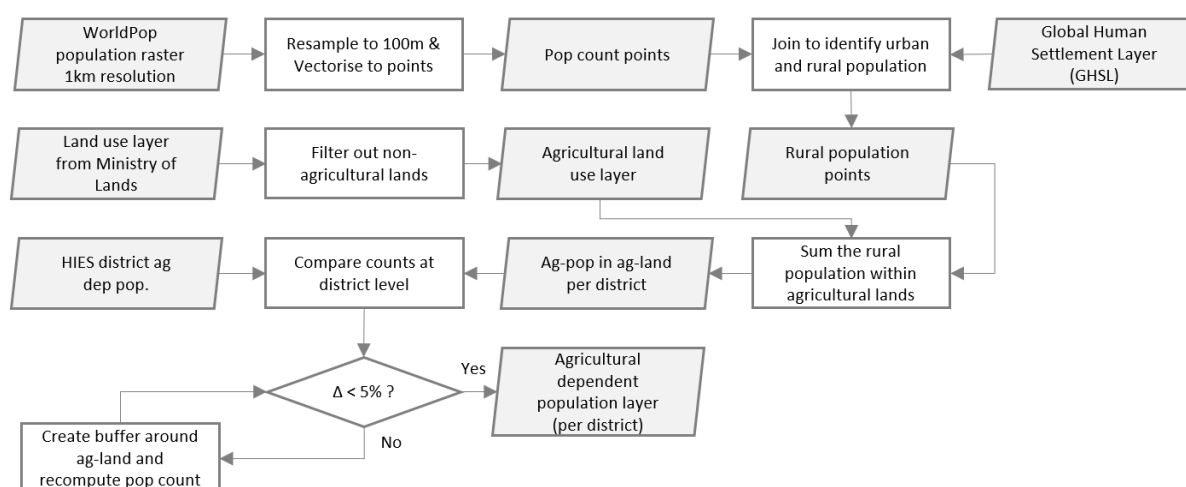 WorldPop
population raster
1km resolution
Resample to 100m &
Vectorise to points
Pop count points
Join to identify urban
and rural population
Global Human
Settlement Layer
(GHSL)
Land use layer
from Ministry of
Lands
Filter out non-
agricultural lands
Agricultural land
use layer
Rural population
points
HIES district ag
dep pop.
Compare counts at
district level
Ag-pop in ag-land
per district
Sum the rural
population within
agricultural lands
Δ < 5% ?
Yes
No
Agricultural
dependent
population layer
(per district)
Create buffer around
ag-land and
recompute pop count